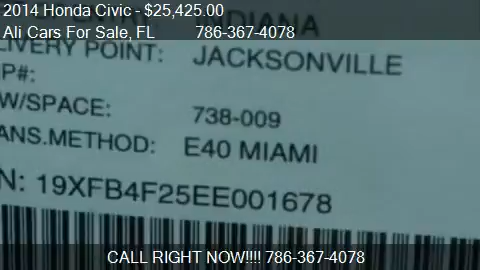 2014 Honda Civic - $25,425.00
Ali Cars For Sale, FL 786-367-4078
INDIANA
LIVERY POINT: JACKSONVILLE
P#:
W/SPACE: 738-009
ANS.METHOD: E40 MIAMI
N: 19XFB4F25EE001678
CALL RIGHT NOW!!!! 786-367-4078